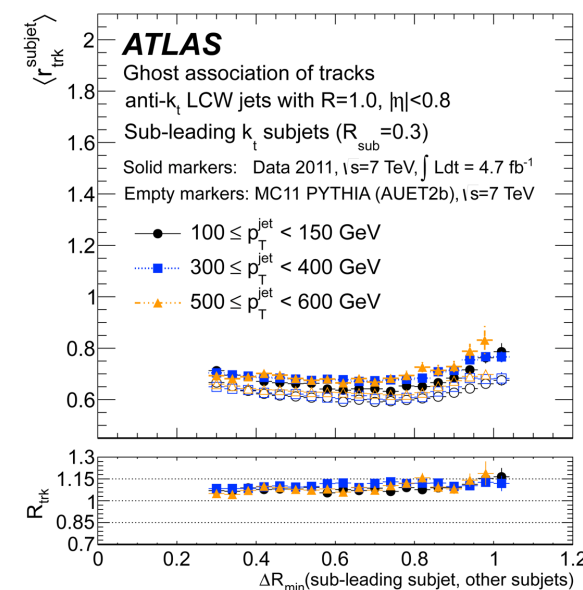 ⟨r_trk^subjet⟩
ATLAS
Ghost association of tracks
anti-k_t LCW jets with R=1.0, |η|<0.8
Sub-leading k_t subjets (R_sub=0.3)
Solid markers: Data 2011, √s=7 TeV, ∫ Ldt = 4.7 fb⁻¹
Empty markers: MC11 PYTHIA (AUET2b), √s=7 TeV
100 ≤ p_T^jet < 150 GeV
300 ≤ p_T^jet < 400 GeV
500 ≤ p_T^jet < 600 GeV
2
1.8
1.6
1.4
1.2
1
0.8
0.6
R_trk
1.3
1.15
1
0.85
0.7
0 0.2 0.4 0.6 0.8 1 1.2
ΔR_min(sub-leading subjet, other subjets)